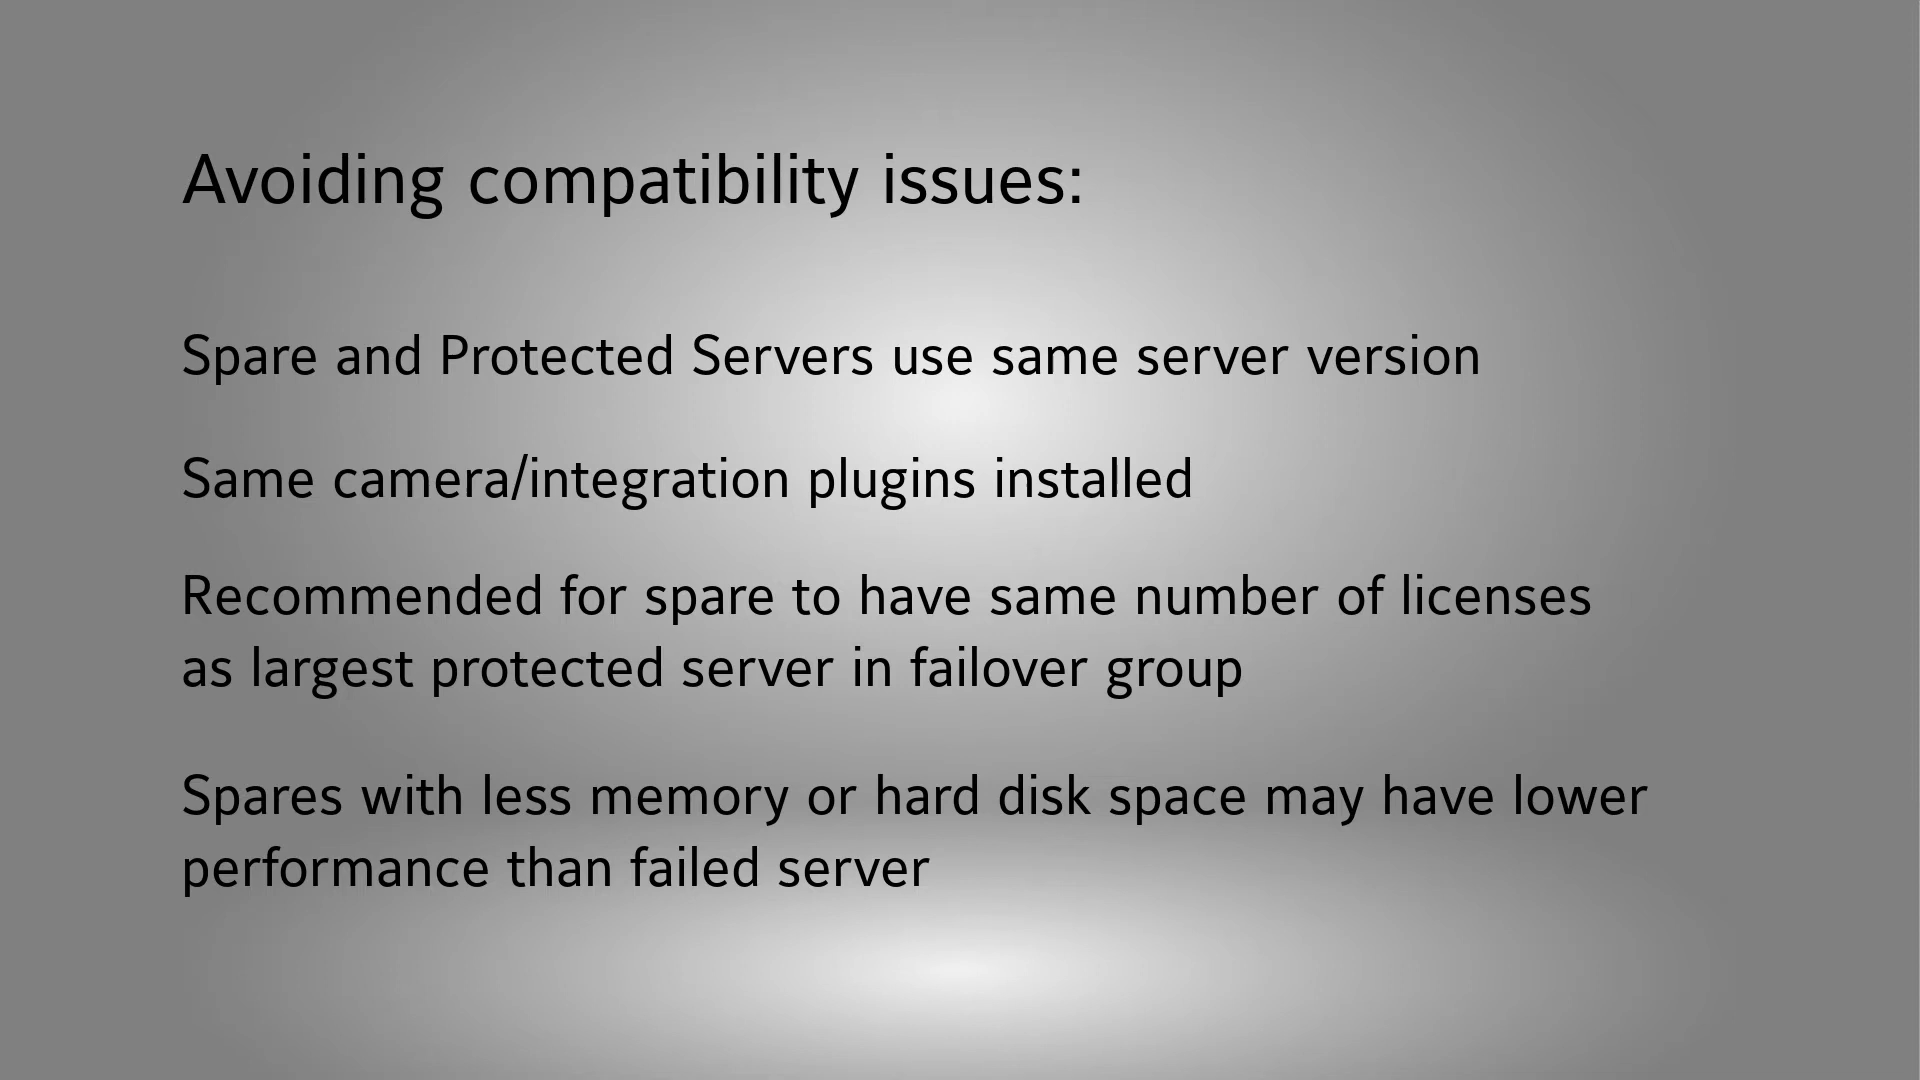 Avoiding compatibility issues:
Spare and Protected Servers use same server version
Same camera/integration plugins installed
Recommended for spare to have same number of licenses
as largest protected server in failover group
Spares with less memory or hard disk space may have lower
performance than failed server